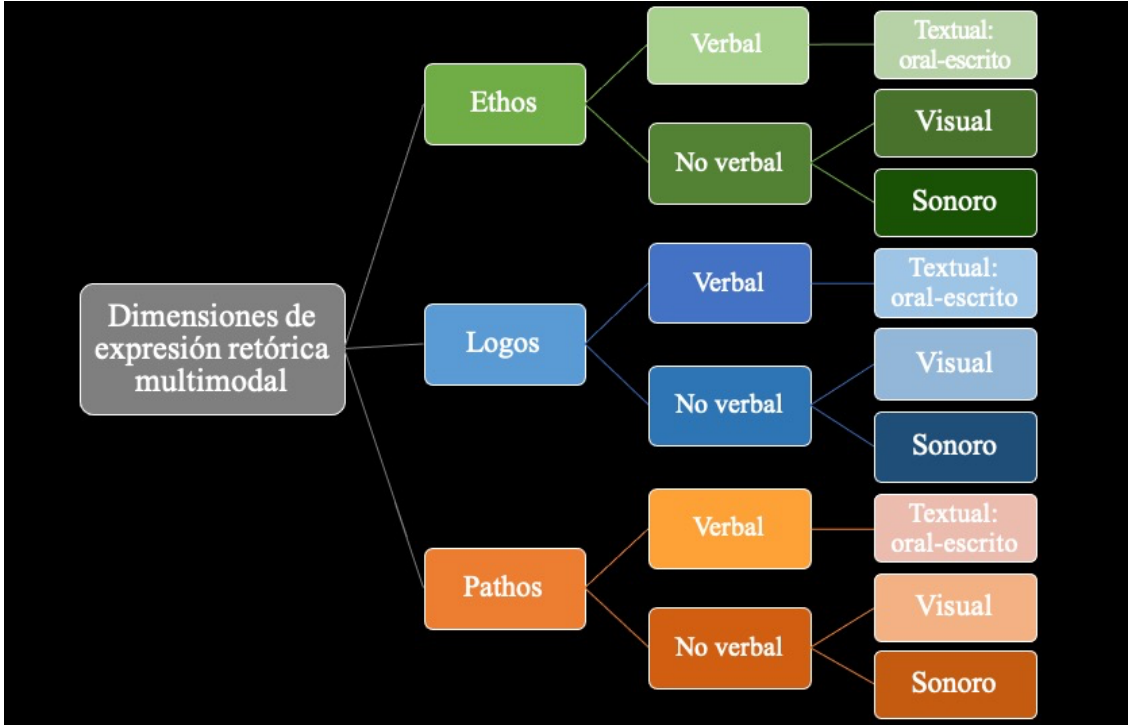 Dimensiones de
expresión retórica
multimodal
Ethos
Verbal
Textual:
oral-escrito
No verbal
Visual
Sonoro
Logos
Verbal
Textual:
oral-escrito
No verbal
Visual
Sonoro
Pathos
Verbal
Textual:
oral-escrito
No verbal
Visual
Sonoro